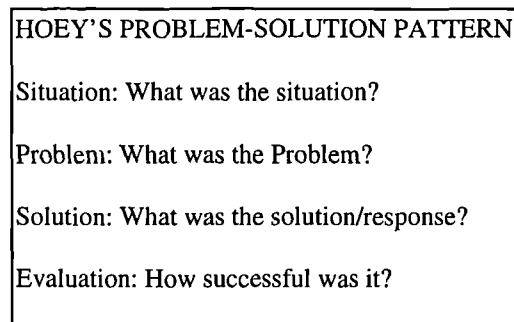 HOEY'S PROBLEM-SOLUTION PATTERN
Situation: What was the situation?
Problem: What was the Problem?
Solution: What was the solution/response?
Evaluation: How successful was it?